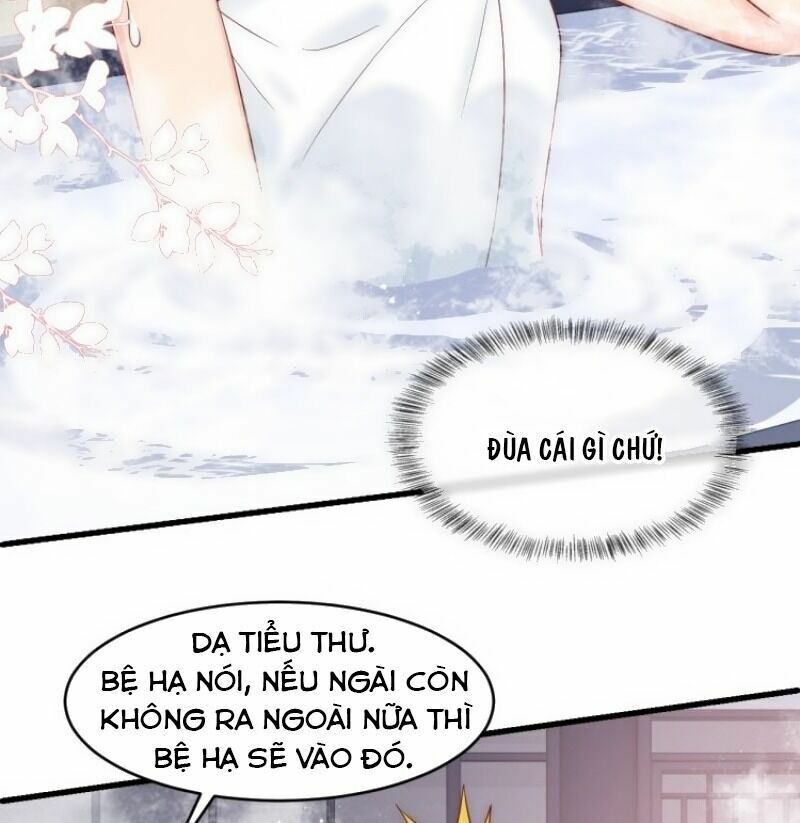 ĐÙA CÁI GÌ CHỨ!
DẠ TIỂU THƯ.
BỆ HẠ NÓI, NẾU NGÀI CÒN
KHÔNG RA NGOÀI NỮA THÌ
BỆ HẠ SẼ VÀO ĐÓ.